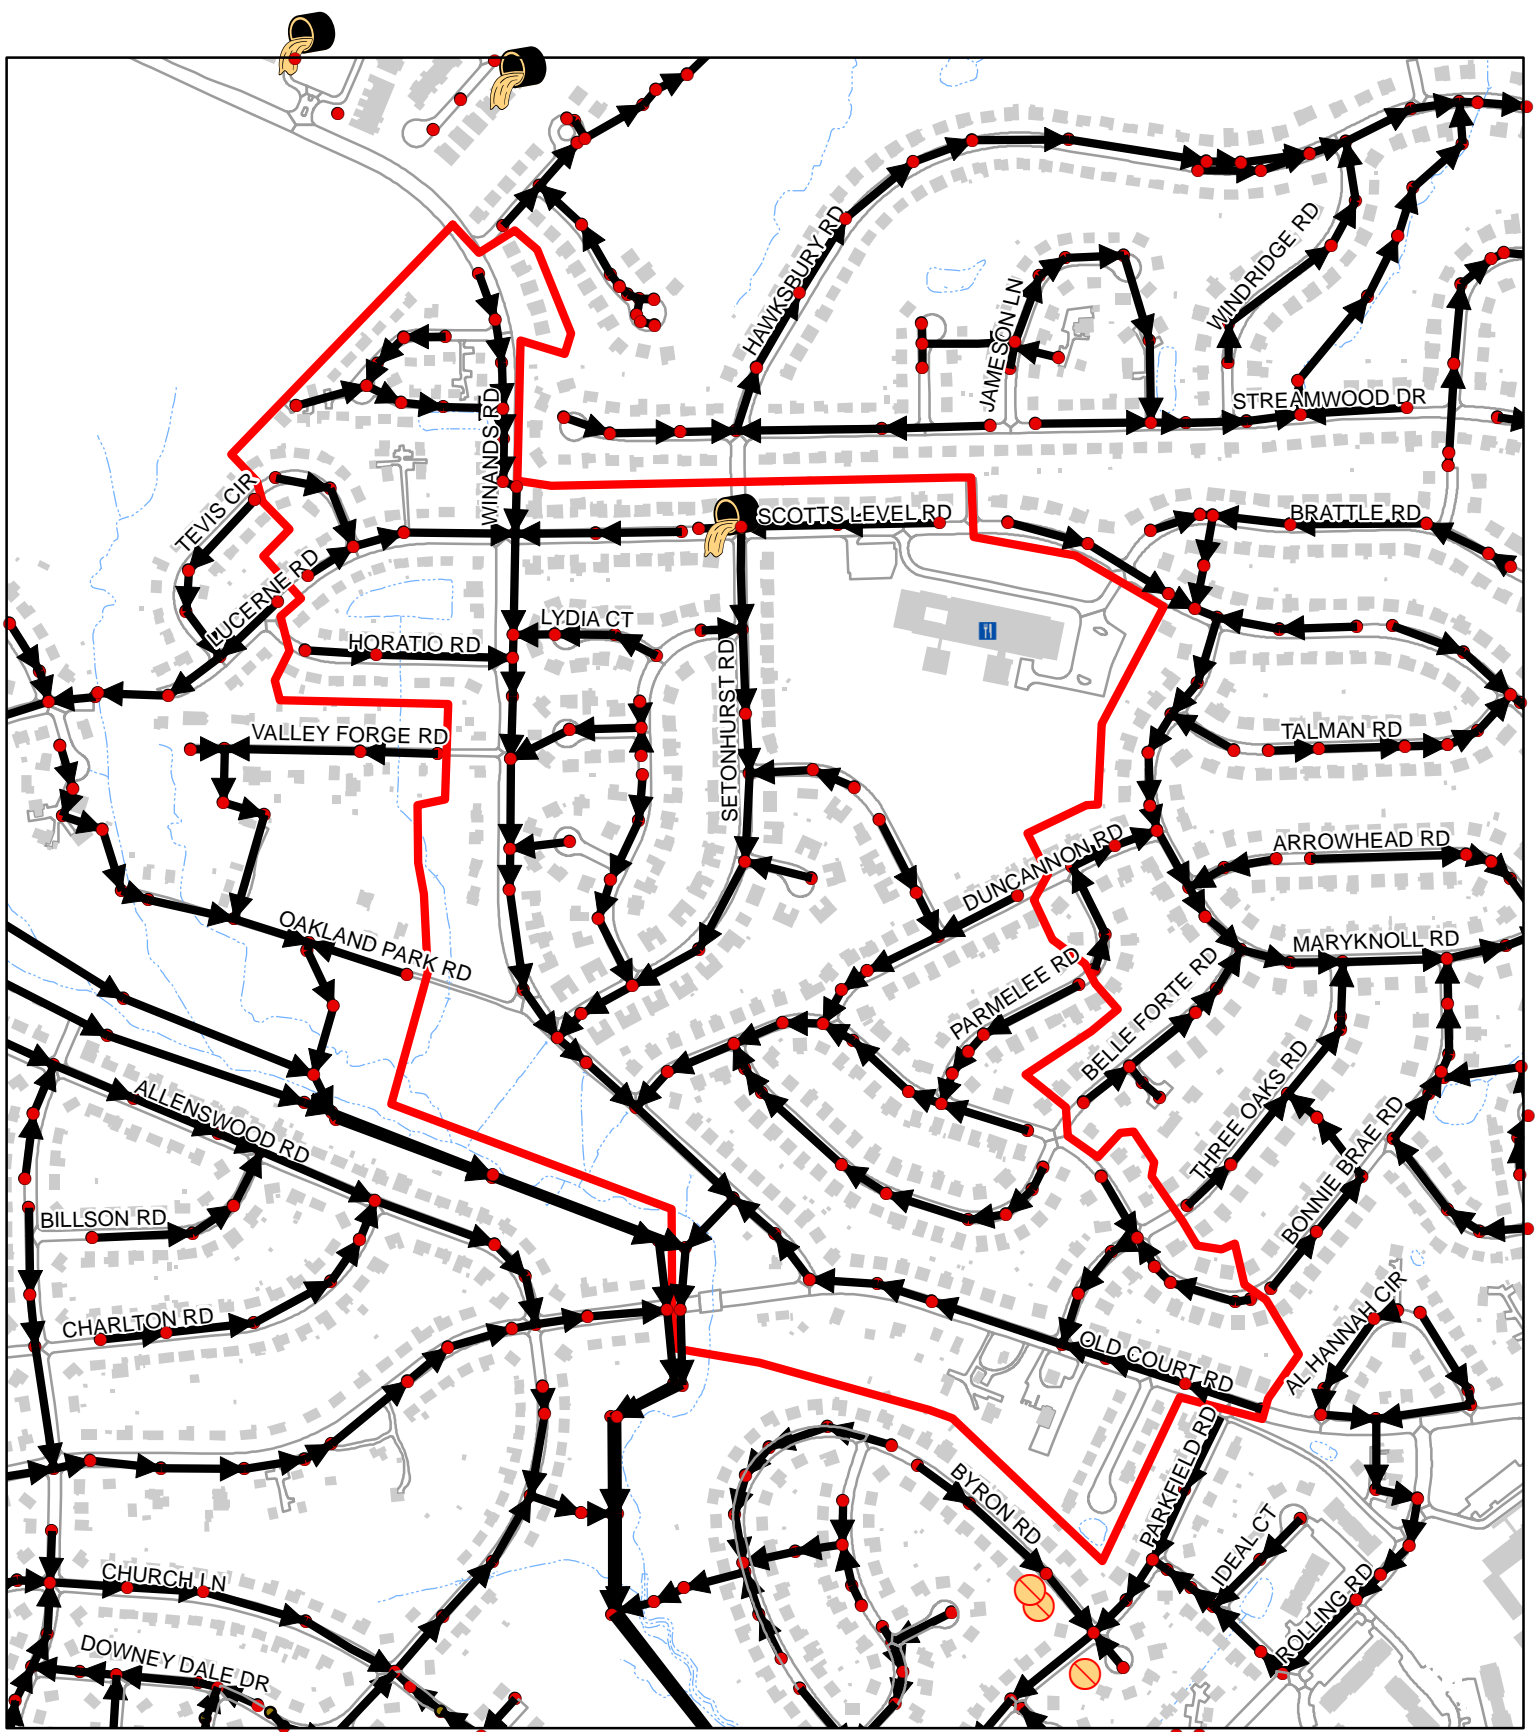 HAWKSBURY RD
WINDRIDGE RD
JAMESON LN
STREAMWOOD DR
WINANDS RD
TEVIS CIR
SCOTTS LEVEL RD
BRATTLE RD
LUCERNE RD
LYDIA CT
HORATIO RD
SETONHURST RD
VALLEY FORGE RD
TALMAN RD
DUNCANNON RD
ARROWHEAD RD
OAKLAND PARK RD
MARYKNOLL RD
PARMELEE RD
BELLE FORTE RD
ALLENSWOOD RD
THREE OAKS RD
BONNIE BRAE RD
BILLSON RD
CHARLTON RD
AL HANNAH CIR
OLD COURT RD
PARKFIELD RD
BYRON RD
IDEAL CT
CHURCH LN
ROLLING RD
DOWNEY DALE DR